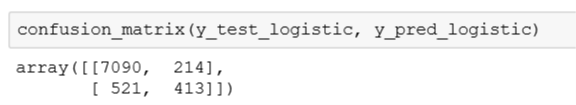 confusion_matrix(y_test_logistic, y_pred_logistic)
array([[7090,  214],
       [ 521,  413]])